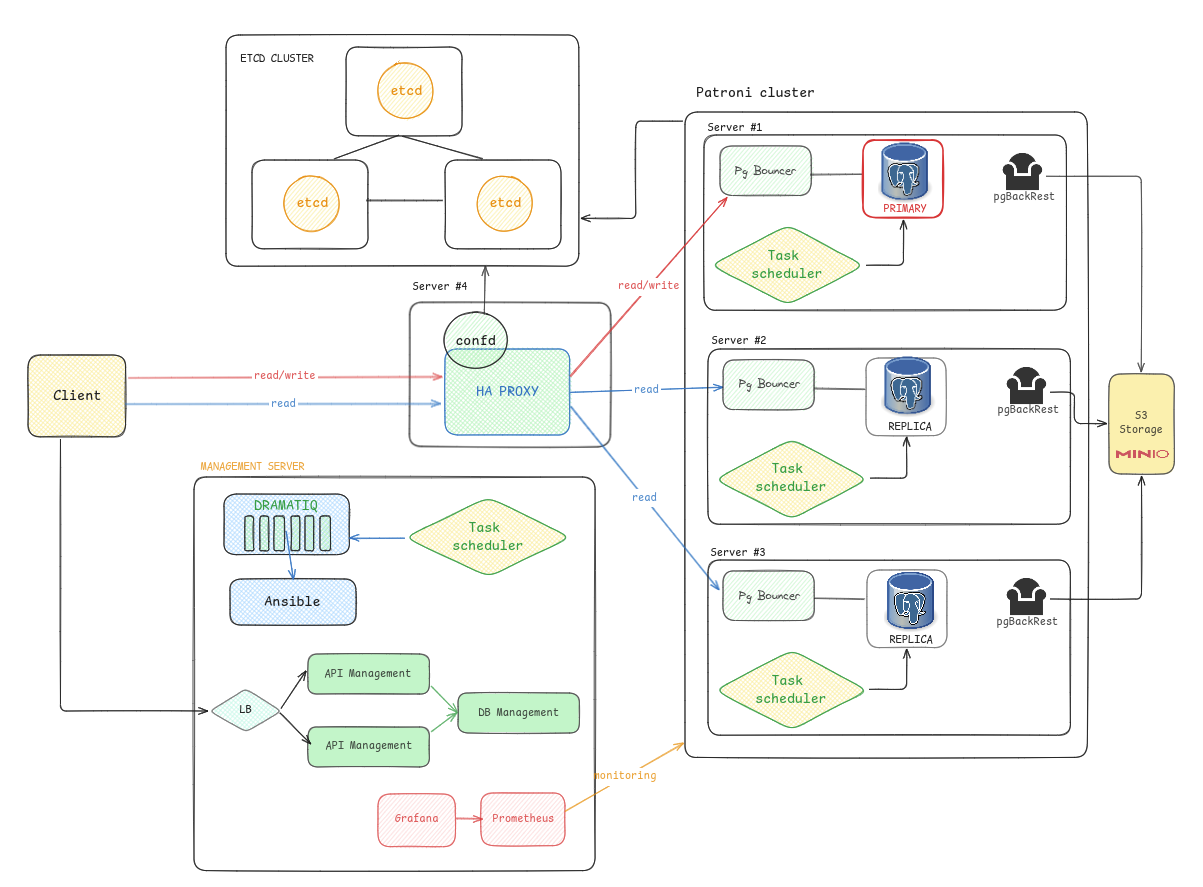 ETCD CLUSTER
etcd
etcd
etcd
Patroni cluster
Server #1
Pg Bouncer
PRIMARY
pgBackRest
Task
scheduler
Server #4
confd
HA PROXY
read/write
read
Client
read/write
read
read
Server #2
Pg Bouncer
REPLICA
pgBackRest
Task
scheduler
S3
Storage
MINIO
Server #3
Pg Bouncer
REPLICA
pgBackRest
Task
scheduler
MANAGEMENT SERVER
DRAMATIQ
Task
scheduler
Ansible
API Management
LB
DB Management
API Management
monitoring
Grafana
Prometheus